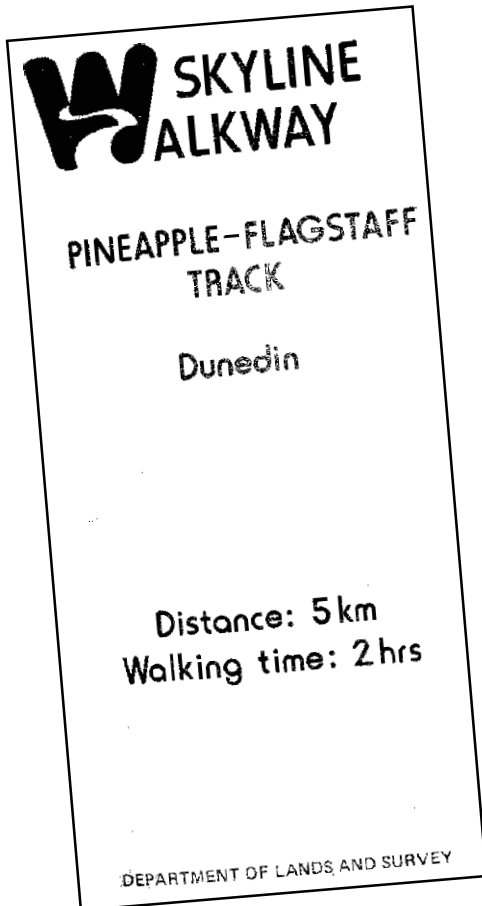 SKYLINE
WALKWAY
PINEAPPLE-FLAGSTAFF
TRACK
Dunedin
Distance: 5km
Walking time: 2hrs
DEPARTMENT OF LANDS AND SURVEY